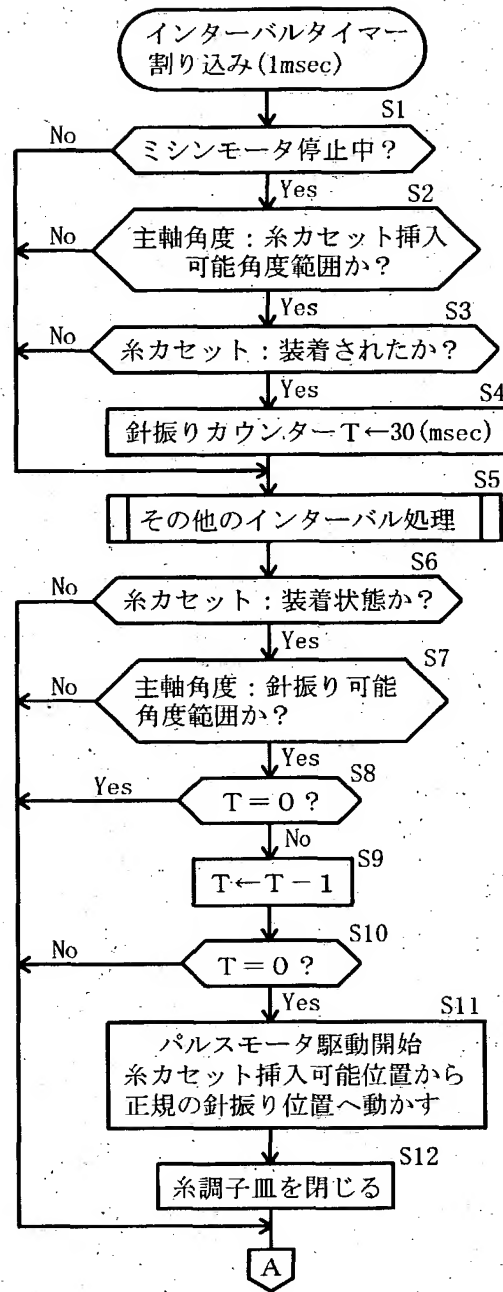 インターバルタイマー
割り込み(1msec)
S1
No
ミシンモータ停止中？
Yes
S2
No
主軸角度：糸カセット挿入
可能角度範囲か？
Yes
S3
No
糸カセット：装着されたか？
Yes
S4
針振りカウンターT←30(msec)
S5
その他のインターバル処理
S6
No
糸カセット：装着状態か？
Yes
S7
No
主軸角度：針振り可能
角度範囲か？
Yes
S8
Yes
T＝0？
No
S9
T←T－1
S10
No
T＝0？
Yes
S11
パルスモータ駆動開始
糸カセット挿入可能位置から
正規の針振り位置へ動かす
S12
糸調子皿を閉じる
A